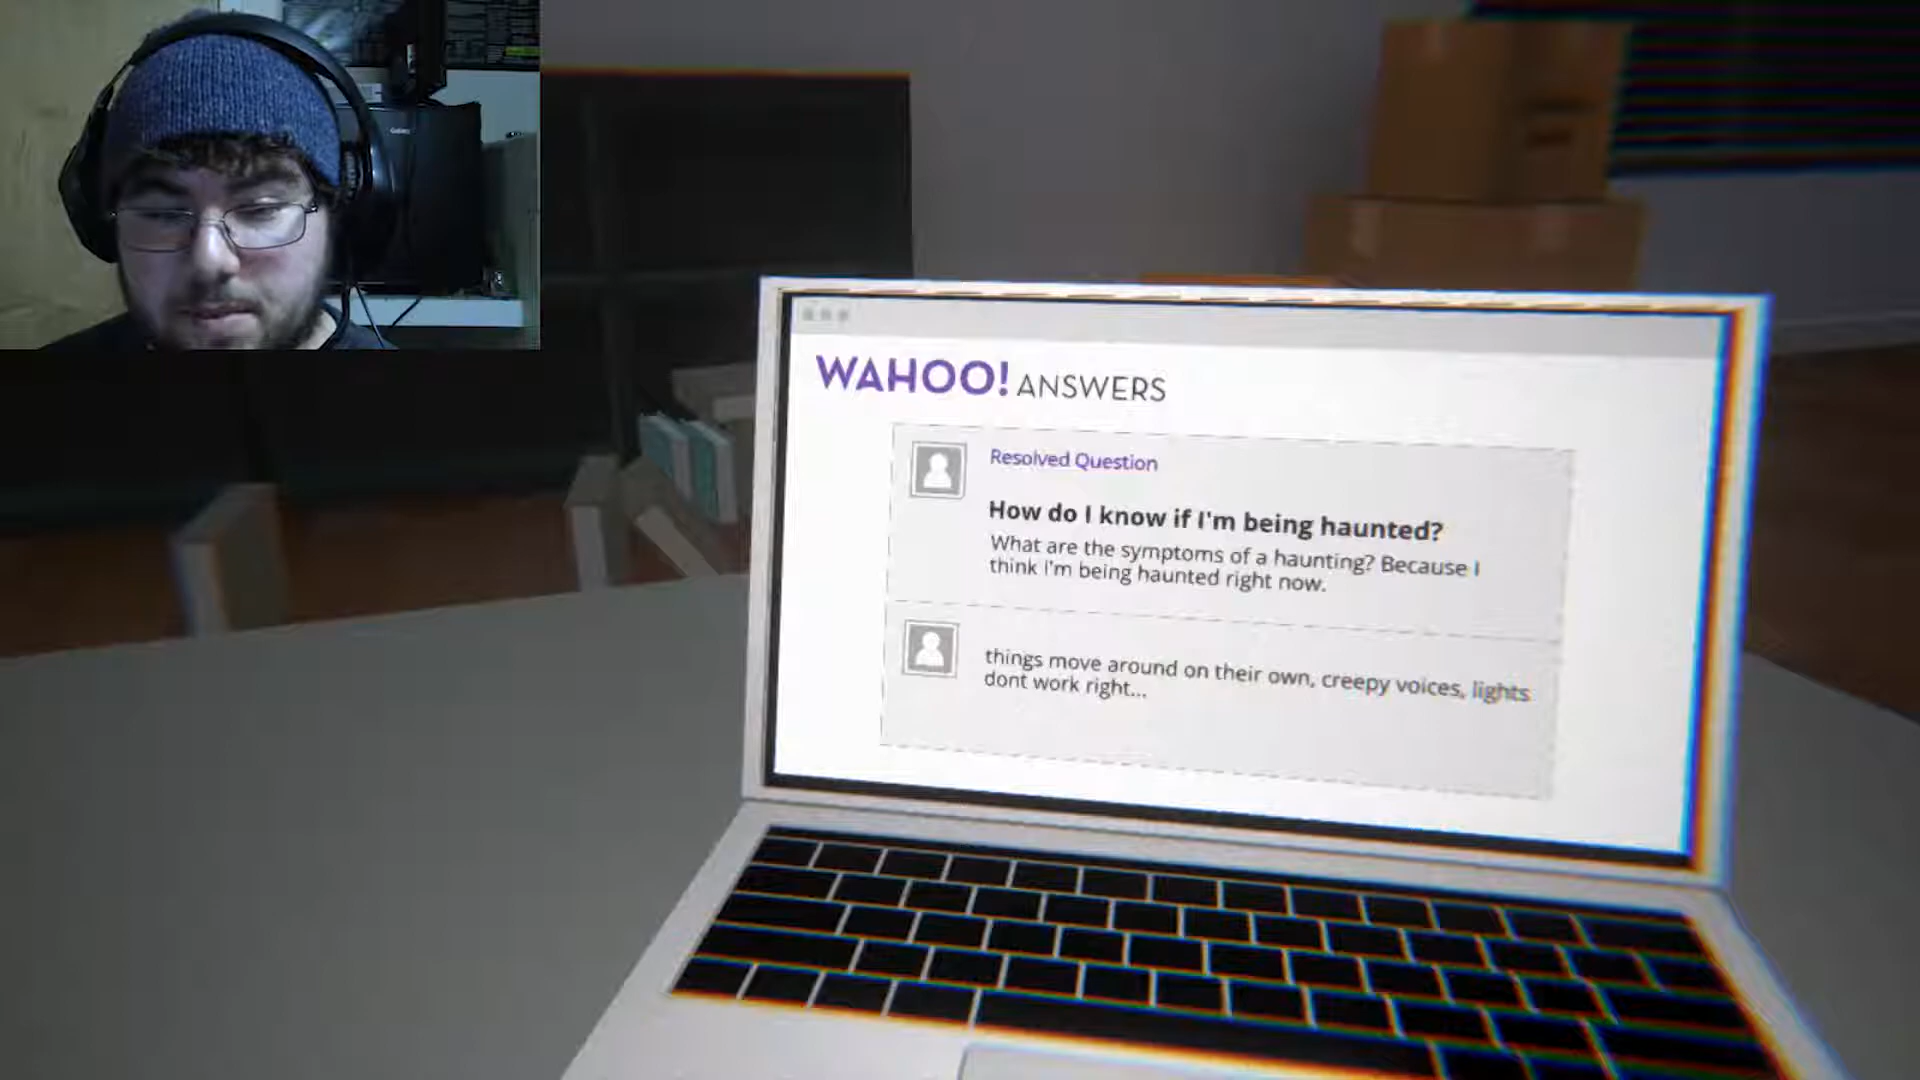 WAHOO! ANSWERS
Resolved Question
How do I know if I'm being haunted?
What are the symptoms of a haunting? Because I
think I'm being haunted right now.
things move around on their own, creepy voices, lights
dont work right...